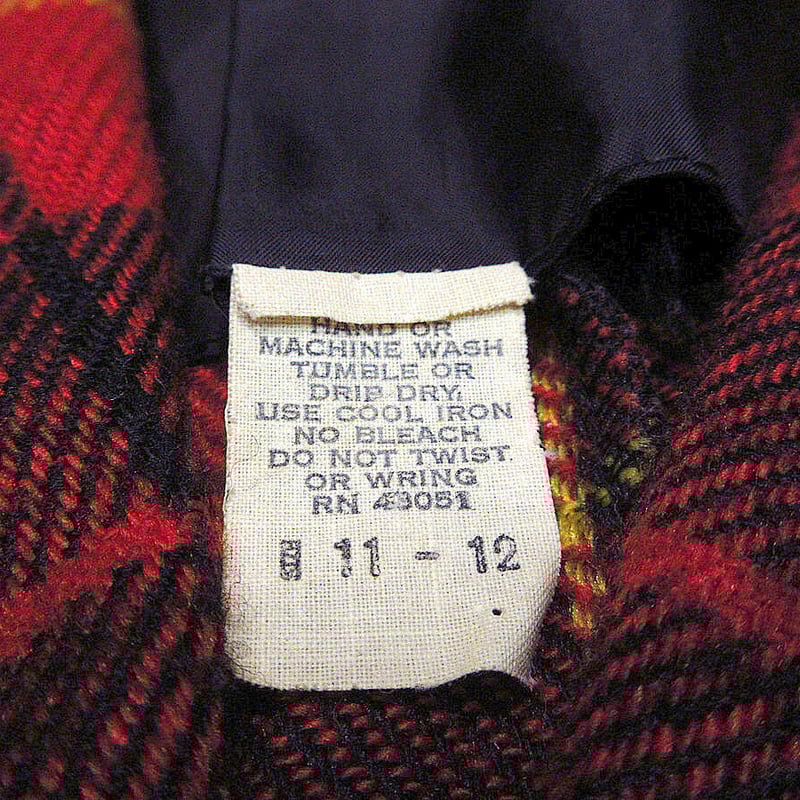 HAND OR
MACHINE WASH
TUMBLE OR
DRIP DRY.
USE COOL IRON
NO BLEACH
DO NOT TWIST
OR WRING
RN 43051
11 - 12